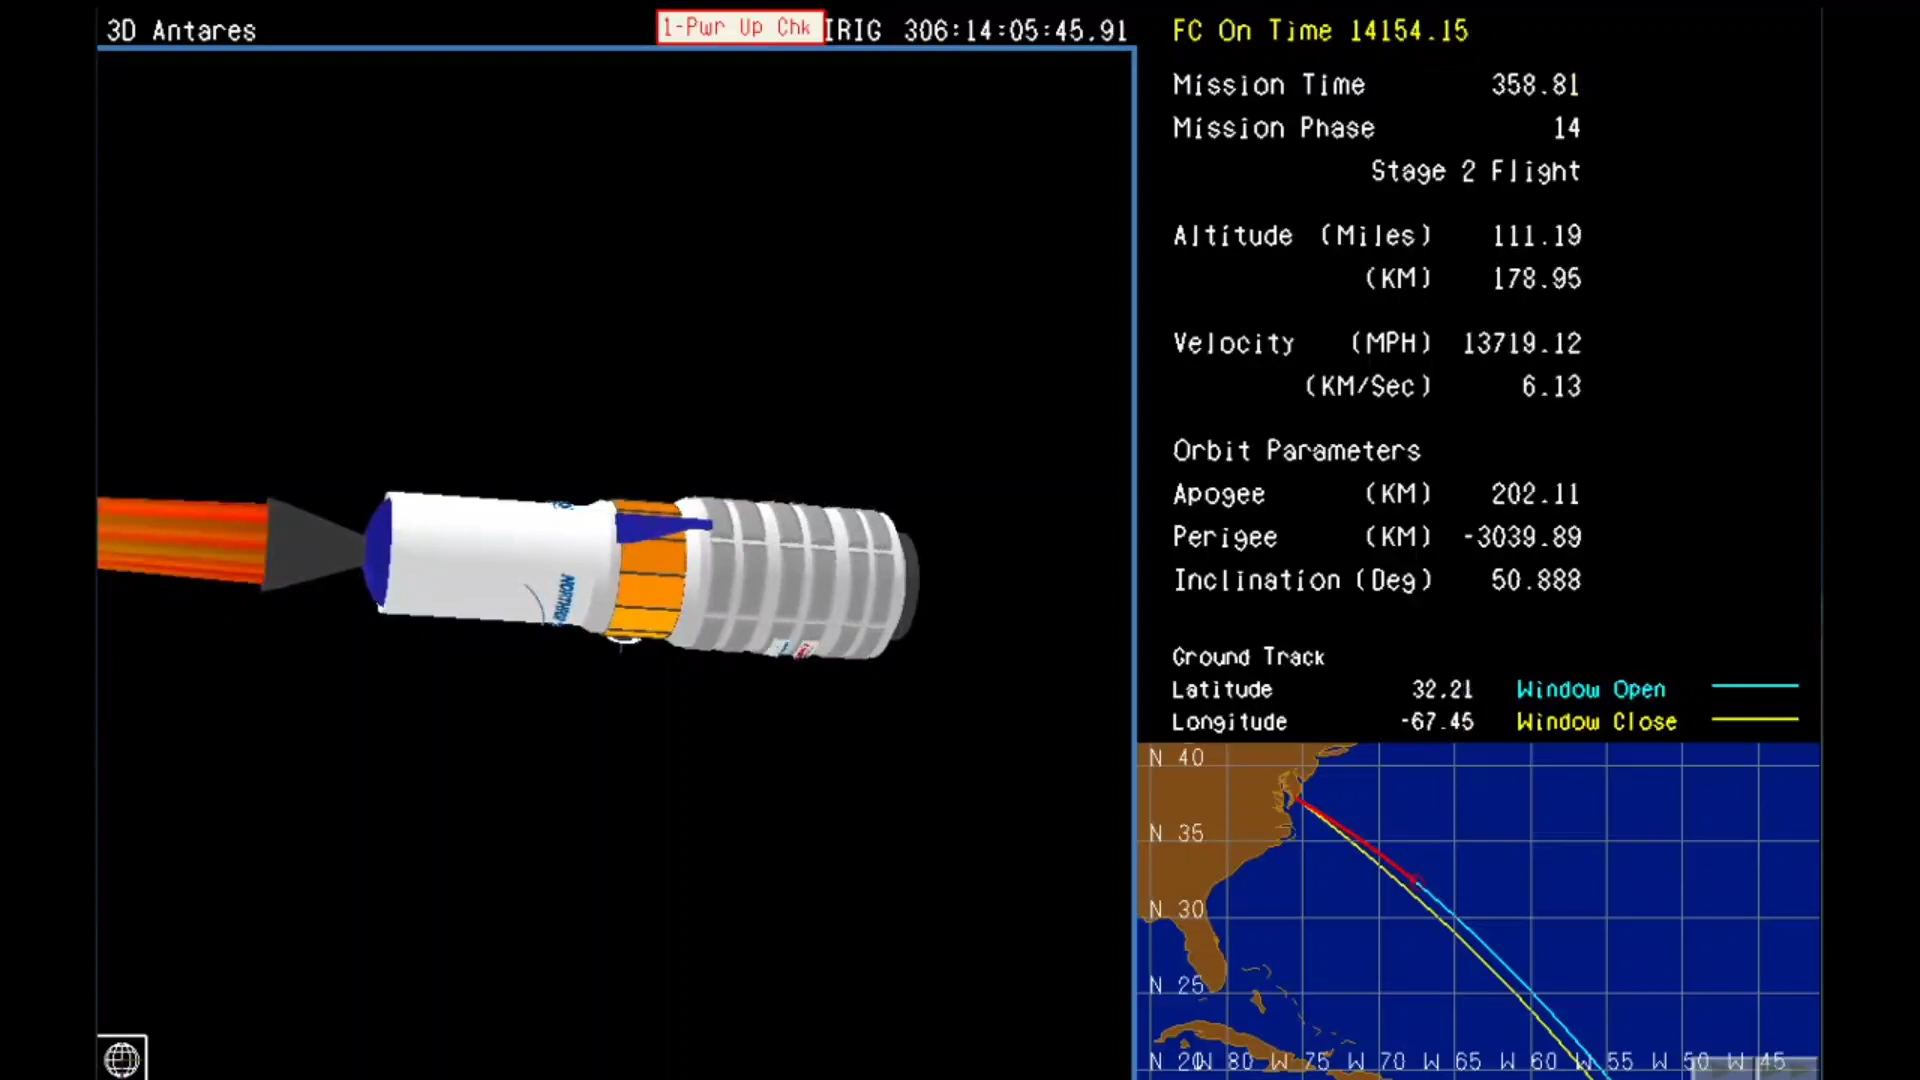 3D Antares
1-Pwr Up Chk
IRIG 306:14:05:45.91
FC On Time 14154.15
Mission Time 358.81
Mission Phase 14
Stage 2 Flight
Altitude (Miles) 111.19
(KM) 178.95
Velocity (MPH) 13719.12
(KM/Sec) 6.13
Orbit Parameters
Apogee (KM) 202.11
Perigee (KM) -3039.89
Inclination (Deg) 50.888
Ground Track
Latitude 32.21 Window Open
Longitude -67.45 Window Close
N 40
N 35
N 30
N 25
N 20 W 80 W 75 W 70 W 65 W 60 W 55 W 50 W 45